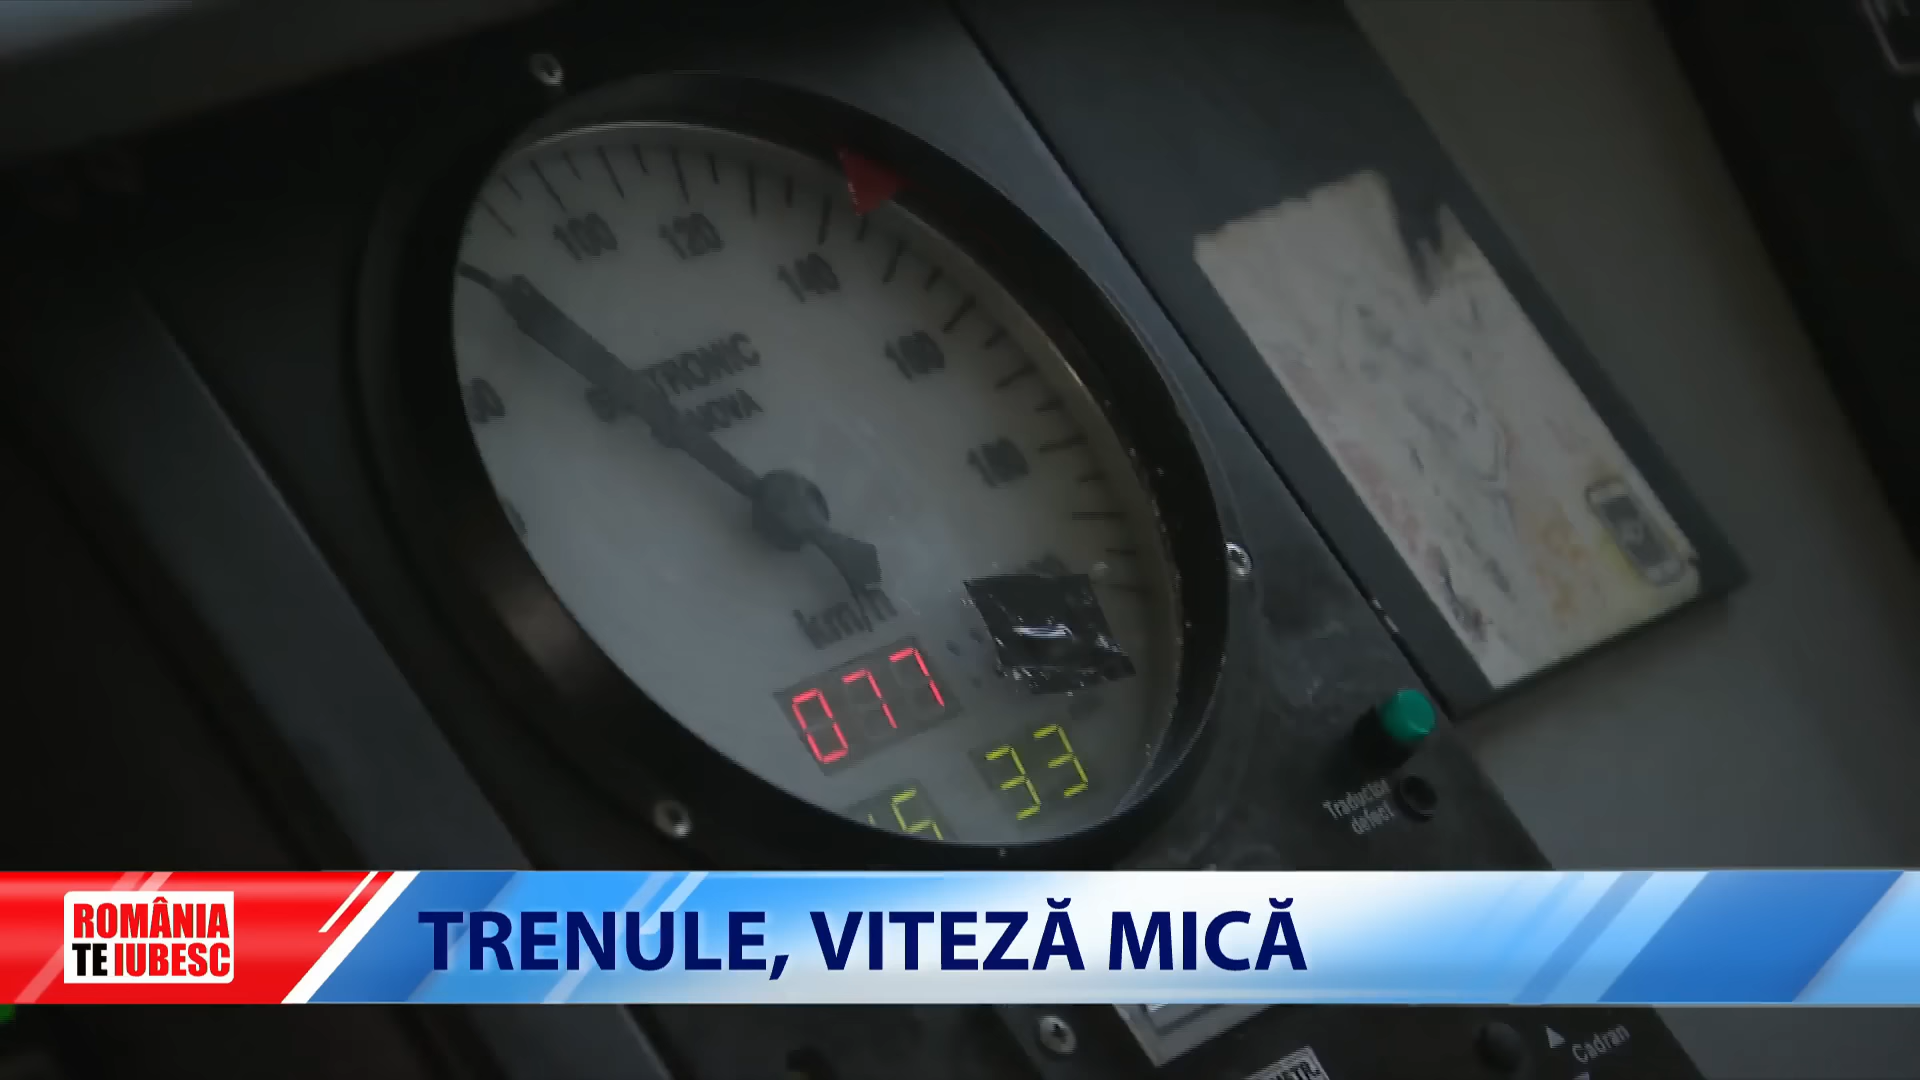 100
120
140
160
180
km/h
077
33
Traductor
defect
ROMÂNIA
TE IUBESC
TRENULE, VITEZĂ MICĂ
Cadran